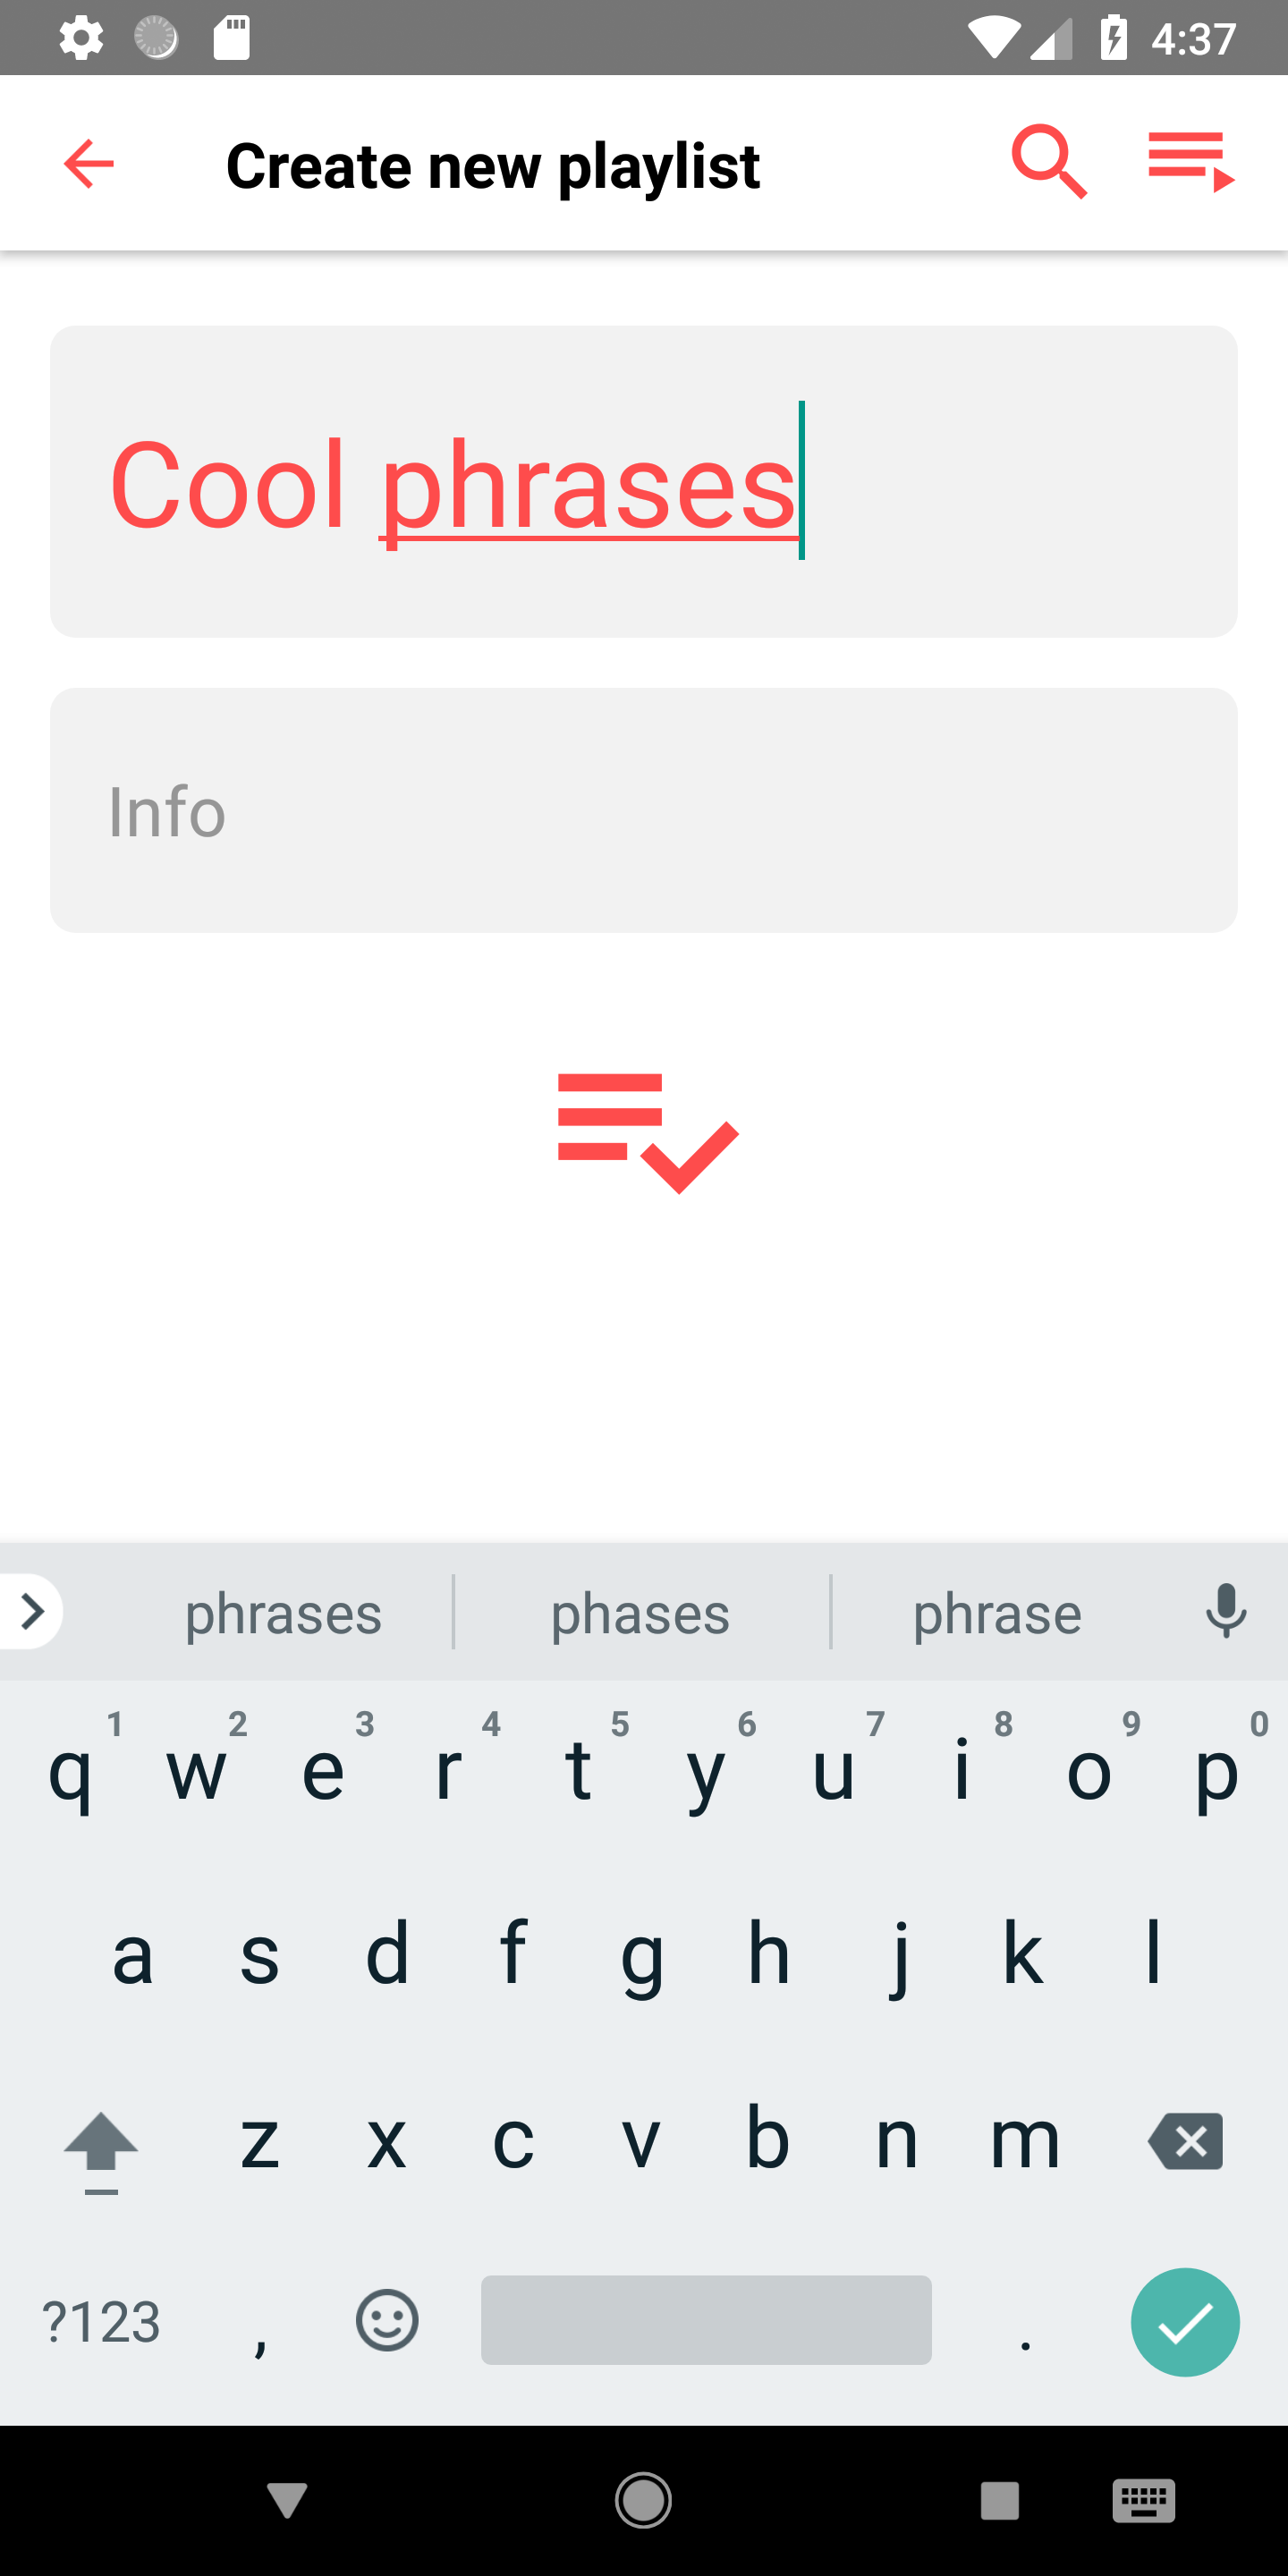 4:37
Create new playlist
Cool phrases
Info
phrases phases phrase
1 2 3 4 5 6 7 8 9 0
q w e r t y u i o p
a s d f g h j k l
z x c v b n m
?123 , .